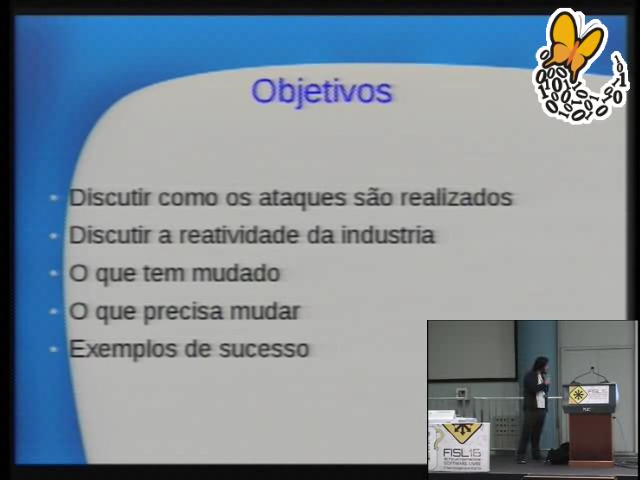 Objetivos
Discutir como os ataques são realizados
Discutir a reatividade da industria
O que tem mudado
O que precisa mudar
Exemplos de sucesso
FISL15